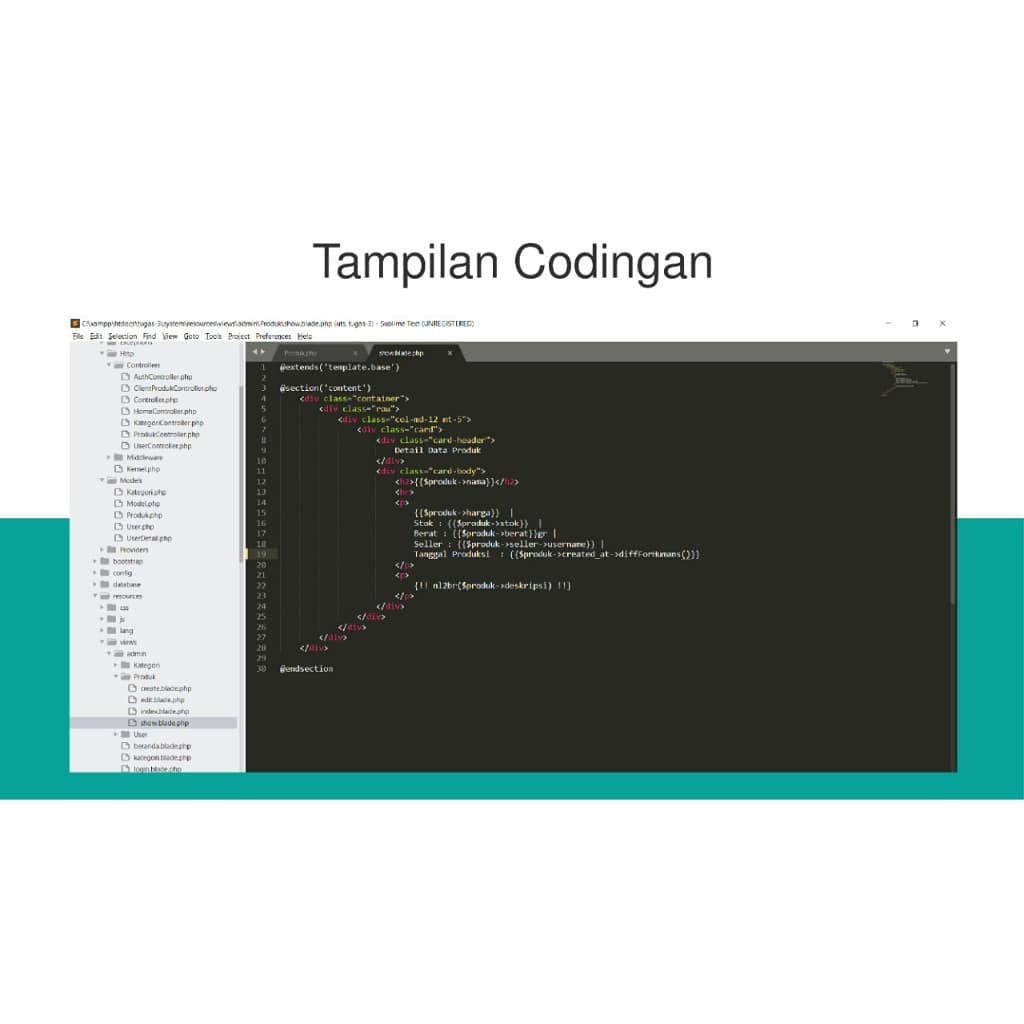 Tampilan Codingan
C:\xampp\htdocs\tugas-3\system\resources\views\admin\Produk\show.blade.php (uts, tugas-3) - Sublime Text (UNREGISTERED)
File Edit Selection Find View Goto Tools Project Preferences Help
Exceptions
Http
Controllers
AuthController.php
ClientProdukController.php
Controller.php
HomeController.php
KategoriController.php
ProdukController.php
UserController.php
Middleware
Kernel.php
Models
Kategori.php
Model.php
Produk.php
User.php
UserDetail.php
Providers
bootstrap
config
database
resources
css
js
lang
views
admin
Kategori
Produk
create.blade.php
edit.blade.php
index.blade.php
show.blade.php
User
beranda.blade.php
kategori.blade.php
login.blade.php
Produk.php × show.blade.php ×
1 @extends('template.base')
2
3 @section('content')
4 <div class="container">
5 <div class="row">
6 <div class="col-md-12 mt-5">
7 <div class="card">
8 <div class="card-header">
9 Detail Data Produk
10 </div>
11 <div class="card-body">
12 <h2>{{$produk->nama}}</h2>
13 <hr>
14 <p>
15 {{$produk->harga}} |
16 Stok : {{$produk->stok}} |
17 Berat : {{$produk->berat}}gr |
18 Seller : {{$produk->seller->username}} |
19 Tanggal Produksi : {{$produk->created_at->diffForHumans()}}
20 </p>
21 <p>
22 {!! nl2br($produk->deskripsi) !!}
23 </p>
24 </div>
25 </div>
26 </div>
27 </div>
28 </div>
29
30 @endsection